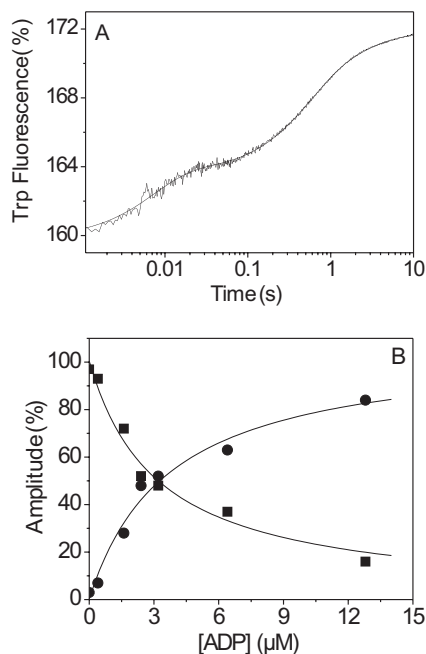 A
172
168
164
160
Trp Fluorescence(%)
0.01 0.1 1 10
Time(s)
B
100
80
60
40
20
0
Amplitude(%)
0 3 6 9 12 15
[ADP] (µM)